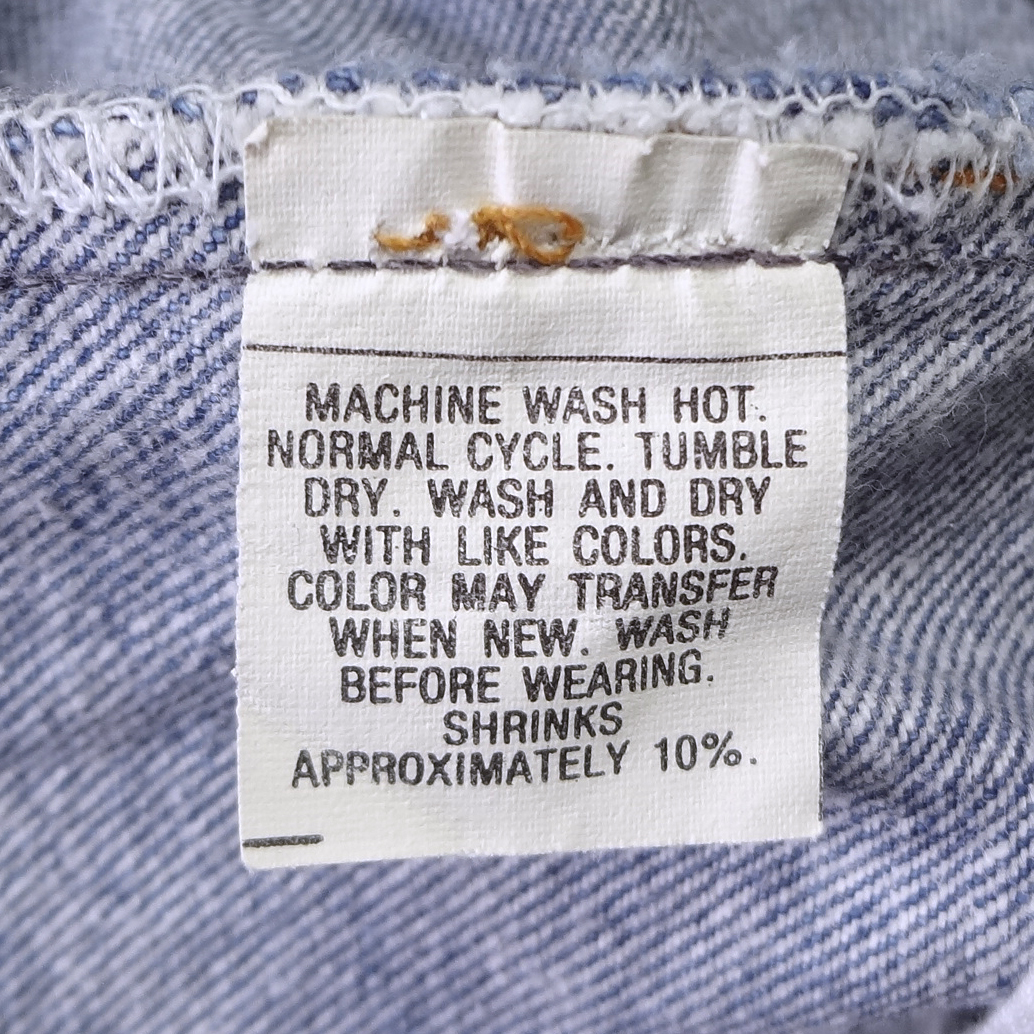 MACHINE WASH HOT.
NORMAL CYCLE. TUMBLE
DRY. WASH AND DRY
WITH LIKE COLORS.
COLOR MAY TRANSFER
WHEN NEW. WASH
BEFORE WEARING.
SHRINKS
APPROXIMATELY 10%.